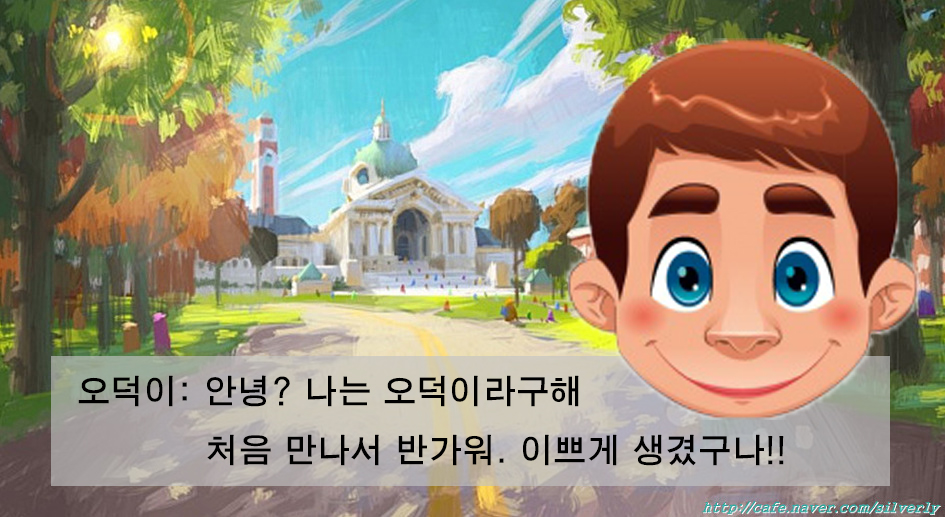 오덕이: 안녕? 나는 오덕이라구해
처음 만나서 반가워. 이쁘게 생겼구나!!
http://cafe.naver.com/silverly